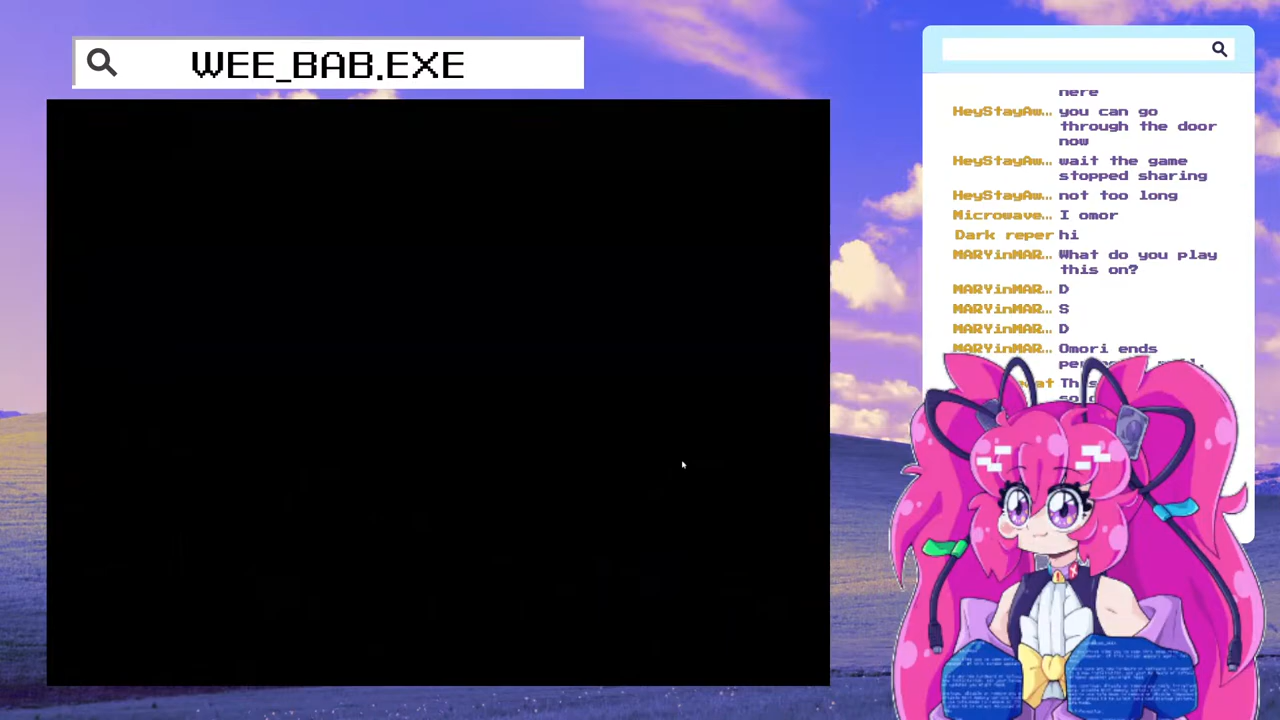 WEE_BAB.EXE
here
HeyStayAw… you can go
through the door
now
HeyStayAw… wait the game
stopped sharing
HeyStayAw… not too long
Microwave… I omor
Dark reper hi
MARYinMAR… What do you play
this on?
MARYinMAR… D
MARYinMAR… S
MARYinMAR… D
MARYinMAR… Omori ends